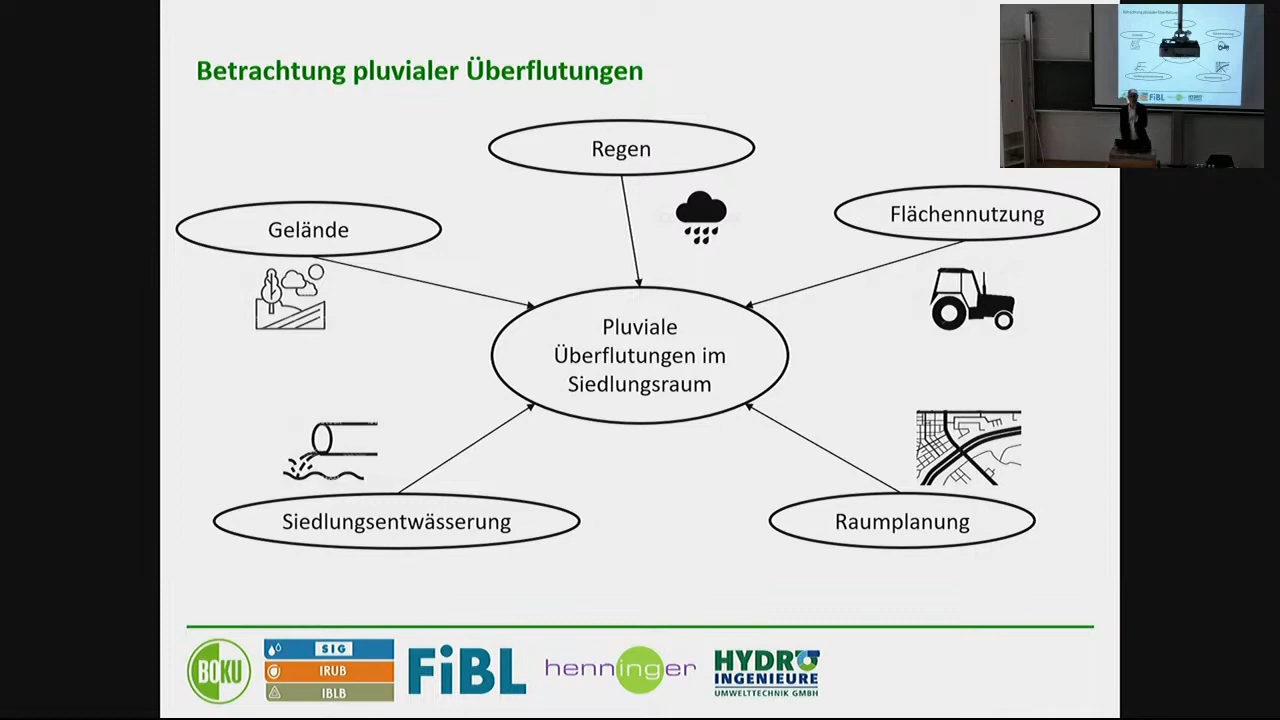 Betrachtung pluvialer Überflutungen
Regen
Gelände
Flächennutzung
Pluviale
Überflutungen im
Siedlungsraum
Siedlungsentwässerung
Raumplanung
BOKU
SIG
IRUB
IBLB
FiBL
henninger
HYDRO
INGENIEURE
UMWELTTECHNIK GMBH